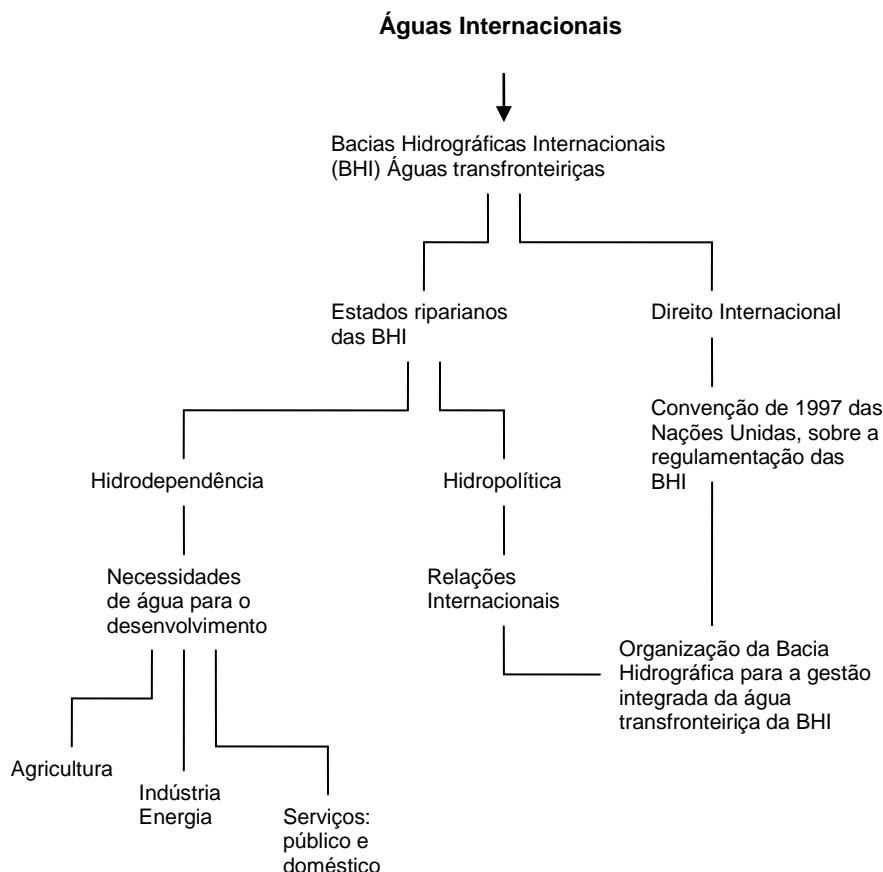 Águas Internacionais
Bacias Hidrográficas Internacionais
(BHI) Águas transfronteiriças
Estados riparianos
das BHI
Direito Internacional
Convenção de 1997 das
Nações Unidas, sobre a
regulamentação das
BHI
Hidrodependência
Hidropolítica
Necessidades
de água para o
desenvolvimento
Relações
Internacionais
Organização da Bacia
Hidrográfica para a gestão
integrada da água
transfronteiriça da BHI
Agricultura
Indústria
Energia
Serviços:
público e
doméstico